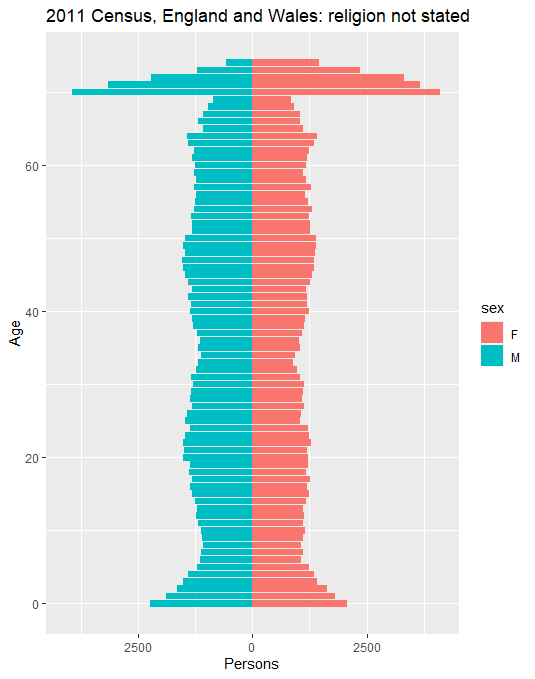 2011 Census, England and Wales: religion not stated
60
40
20
0
Age
2500
0
2500
Persons
sex
F
M